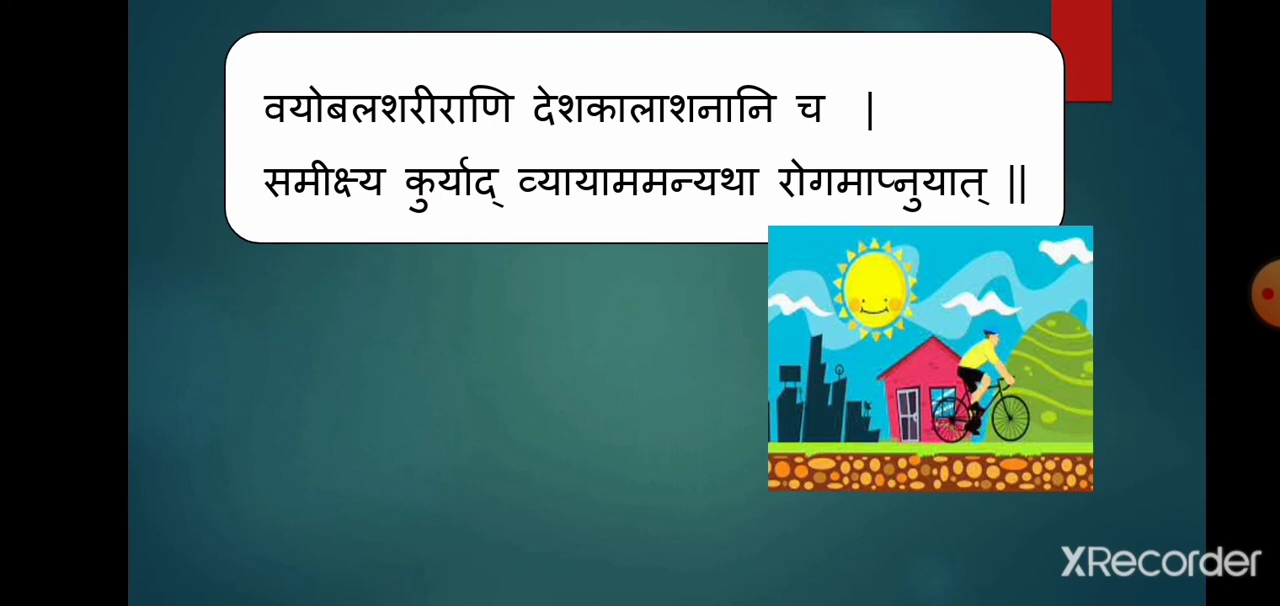 वयोबलशरीराणि देशकालाशनानि च |
समीक्ष्य कुर्याद् व्यायाममन्यथा रोगमाप्नुयात् ||
XRecorder